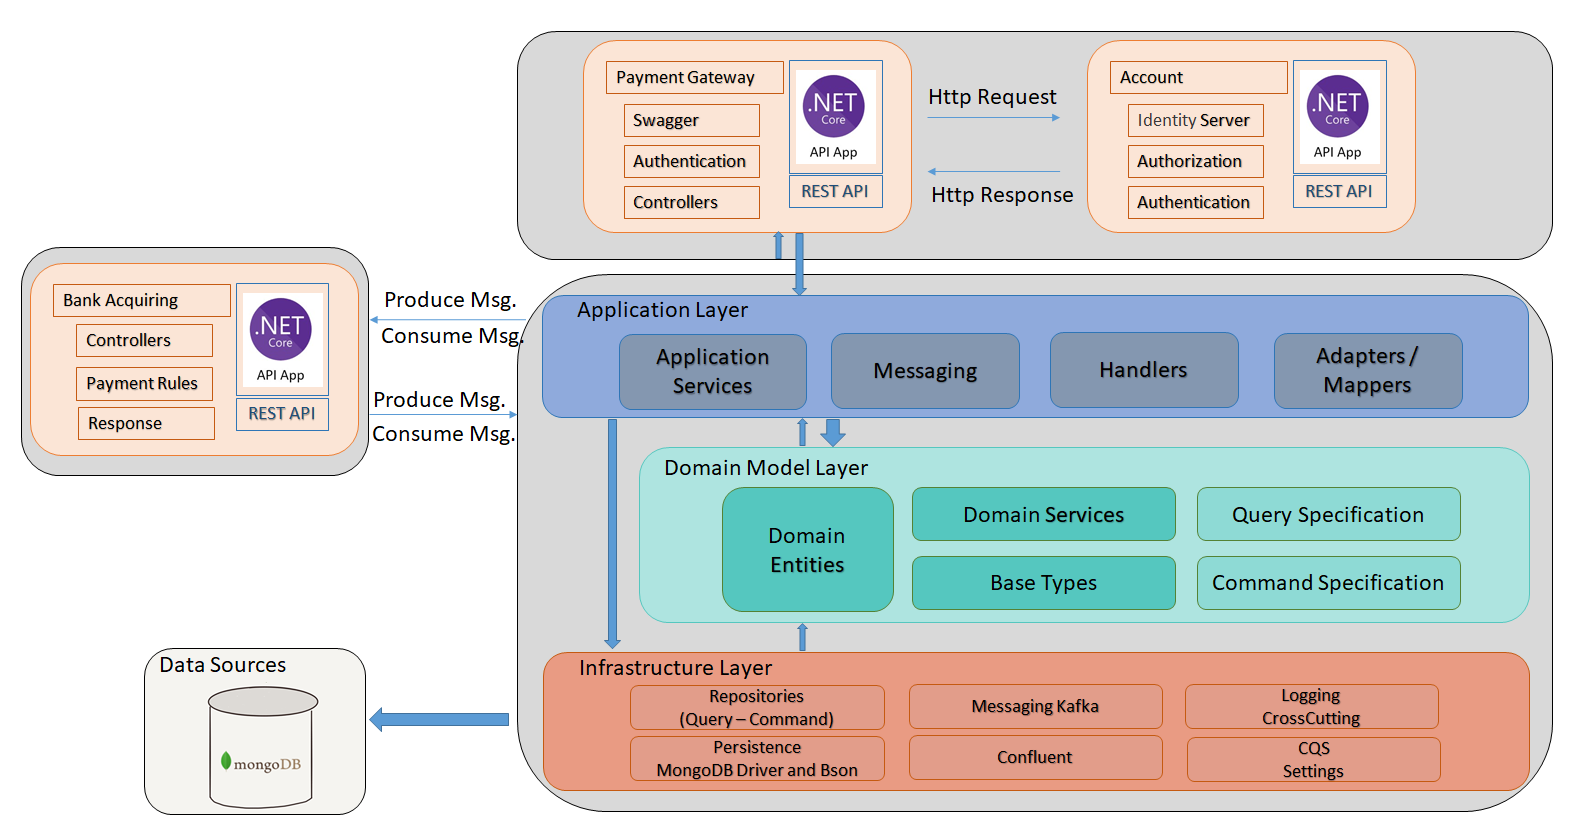 Payment Gateway
Swagger
Authentication
Controllers
.NET
Core
API App
REST API
Http Request
Http Response
Account
Identity Server
Authorization
Authentication
.NET
Core
API App
REST API
Bank Acquiring
Controllers
Payment Rules
Response
.NET
Core
API App
REST API
Produce Msg.
Consume Msg.
Produce Msg.
Consume Msg.
Application Layer
Application
Services
Messaging
Handlers
Adapters /
Mappers
Domain Model Layer
Domain
Entities
Domain Services
Base Types
Query Specification
Command Specification
Infrastructure Layer
Repositories
(Query – Command)
Messaging Kafka
Logging
CrossCutting
Persistence
MongoDB Driver and Bson
Confluent
CQS
Settings
Data Sources
mongoDB